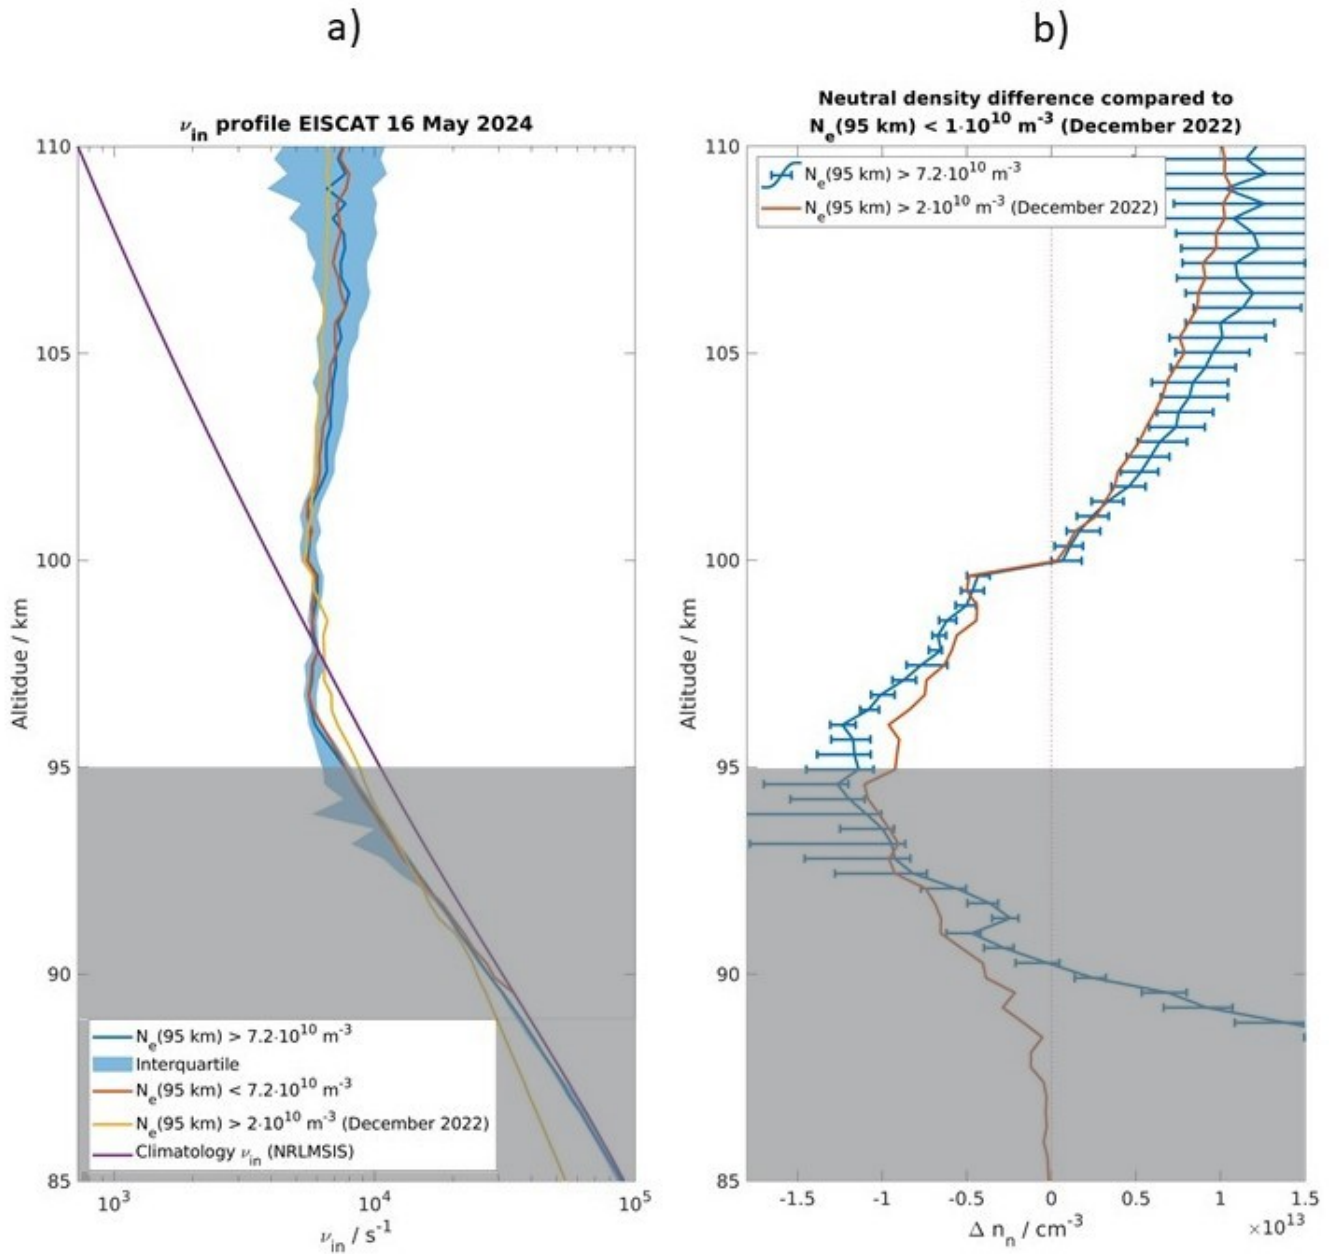 a)
b)
ν_in profile EISCAT 16 May 2024
Neutral density difference compared to
N_e(95 km) < 1·10^10 m^-3 (December 2022)
110
105
100
95
90
85
Altitdue / km
10^3
10^4
10^5
ν_in / s^-1
N_e(95 km) > 7.2·10^10 m^-3
Interquartile
N_e(95 km) < 7.2·10^10 m^-3
N_e(95 km) > 2·10^10 m^-3 (December 2022)
Climatology ν_in (NRLMSIS)
N_e(95 km) > 7.2·10^10 m^-3
N_e(95 km) > 2·10^10 m^-3 (December 2022)
110
105
100
95
90
85
Altitude / km
-1.5
-1
-0.5
0
0.5
1
1.5
×10^13
Δ n_n / cm^-3